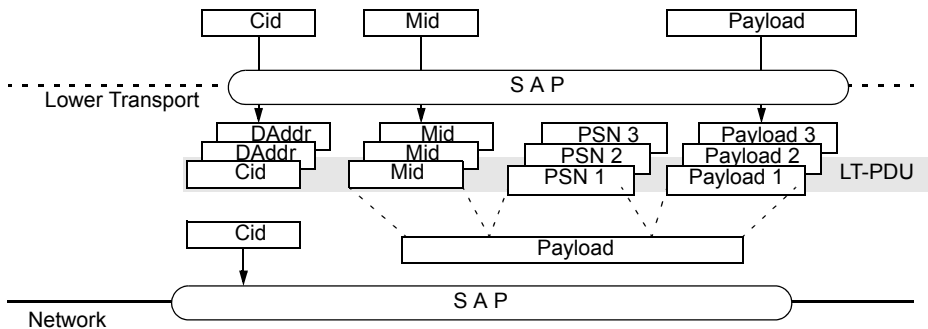 Cid Mid Payload
S A P
Lower Transport
DAddr Mid PSN 3 Payload 3
DAddr Mid PSN 2 Payload 2
Cid Mid PSN 1 Payload 1 LT-PDU
Cid
Payload
S A P
Network